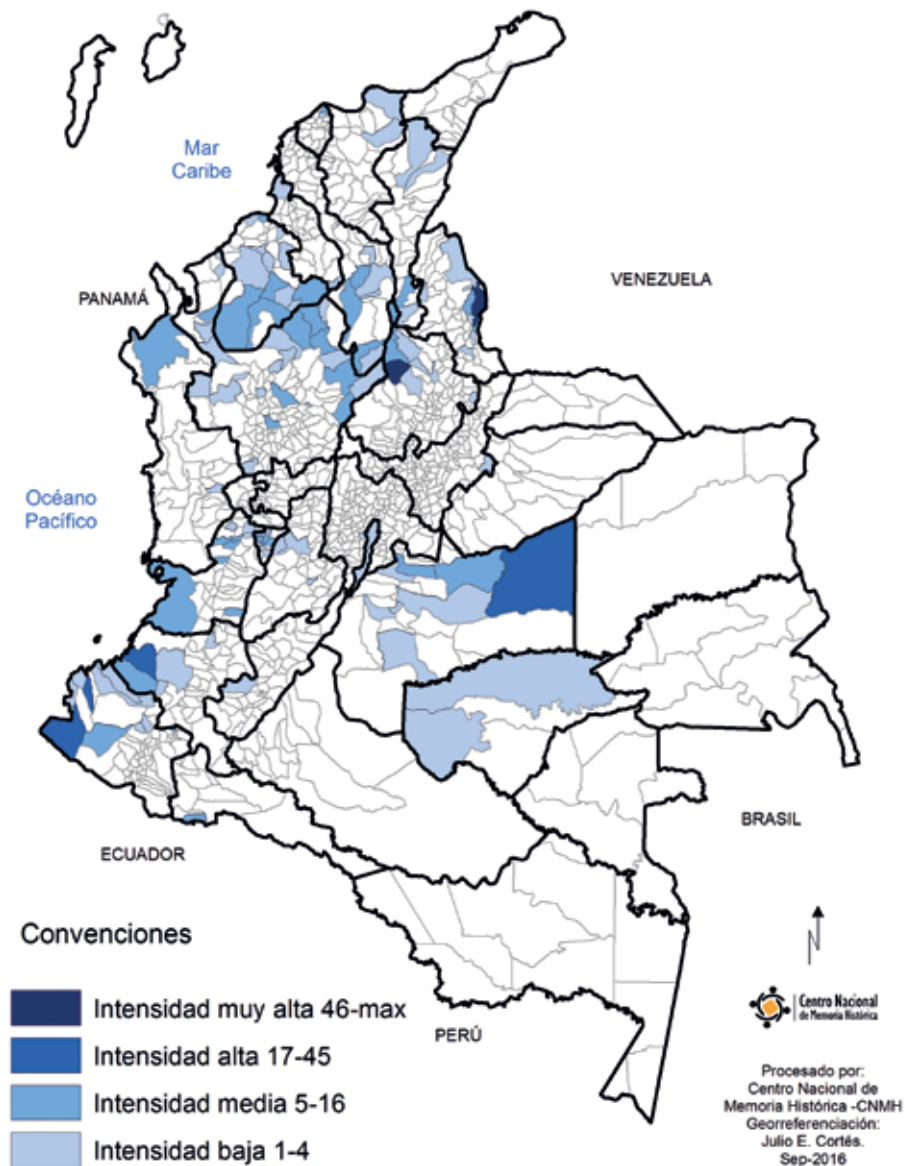 Mar
Caribe
PANAMÁ
VENEZUELA
Océano
Pacífico
ECUADOR
BRASIL
PERÚ
Convenciones
Intensidad muy alta 46-max
Intensidad alta 17-45
Intensidad media 5-16
Intensidad baja 1-4
N
Centro Nacional
de Memoria Histórica
Procesado por:
Centro Nacional de
Memoria Histórica -CNMH
Georreferenciación:
Julio E. Cortés.
Sep-2016